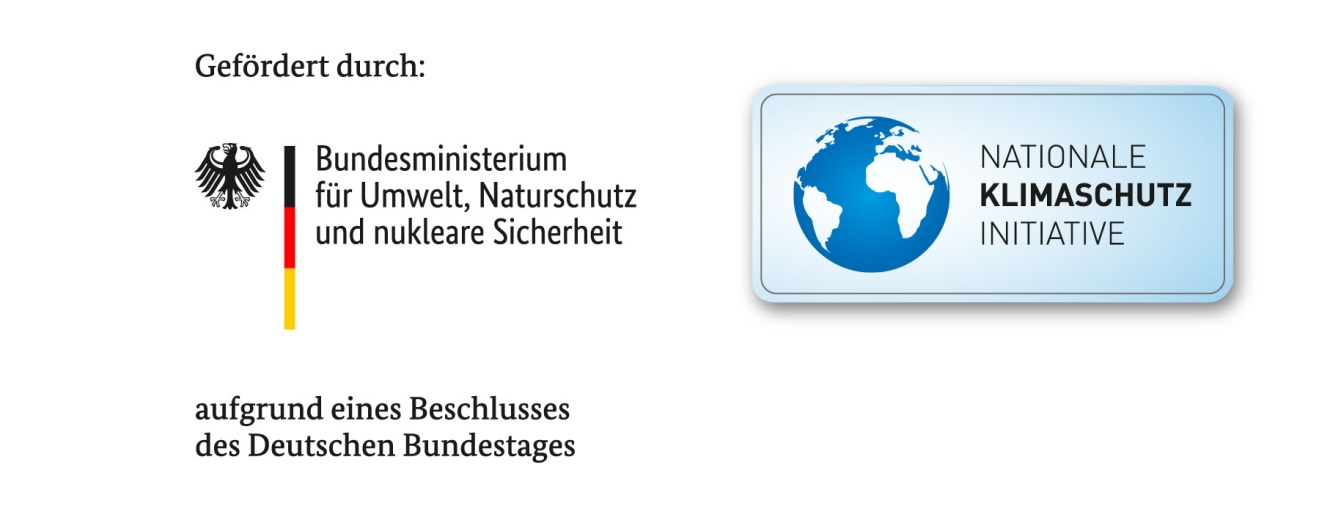 Gefördert durch:
Bundesministerium
für Umwelt, Naturschutz
und nukleare Sicherheit
aufgrund eines Beschlusses
des Deutschen Bundestages
NATIONALE
KLIMASCHUTZ
INITIATIVE